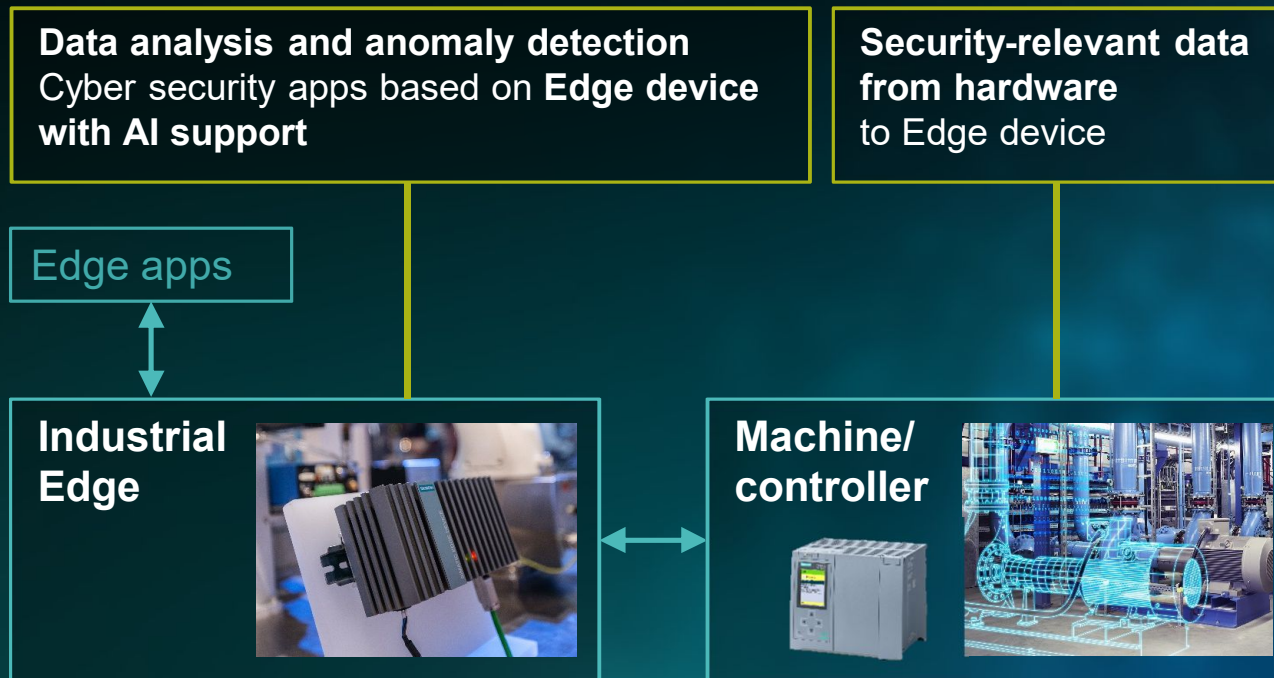 Data analysis and anomaly detection
Cyber security apps based on Edge device
with AI support
Security-relevant data
from hardware
to Edge device
Edge apps
Industrial
Edge
Machine/
controller